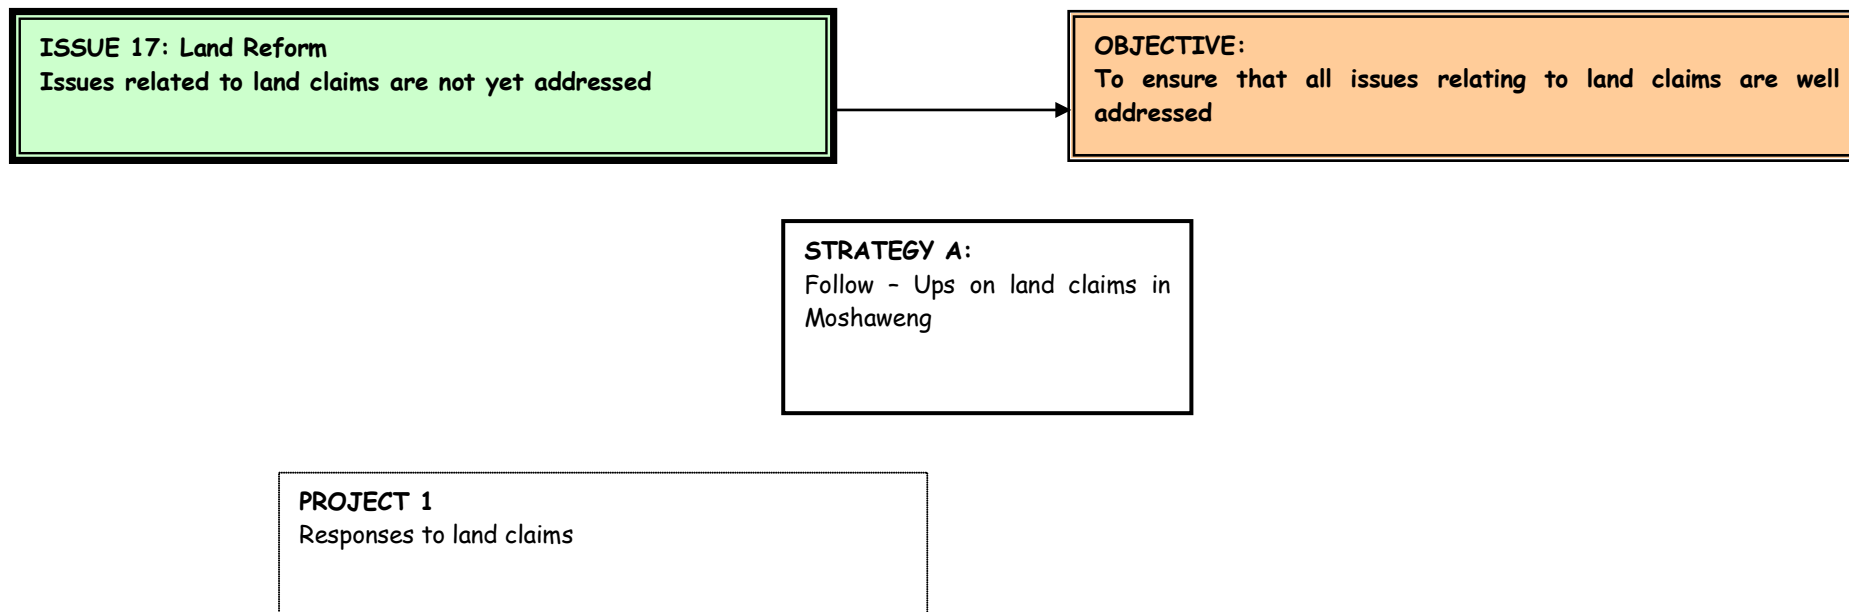 ISSUE 17: Land Reform
Issues related to land claims are not yet addressed
OBJECTIVE:
To ensure that all issues relating to land claims are well
addressed
STRATEGY A:
Follow – Ups on land claims in
Moshaweng
PROJECT 1
Responses to land claims